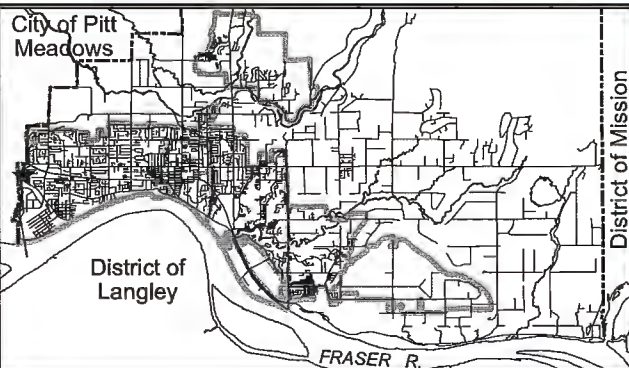 City of Pitt
Meadows
District of Mission
District of
Langley
FRASER R.